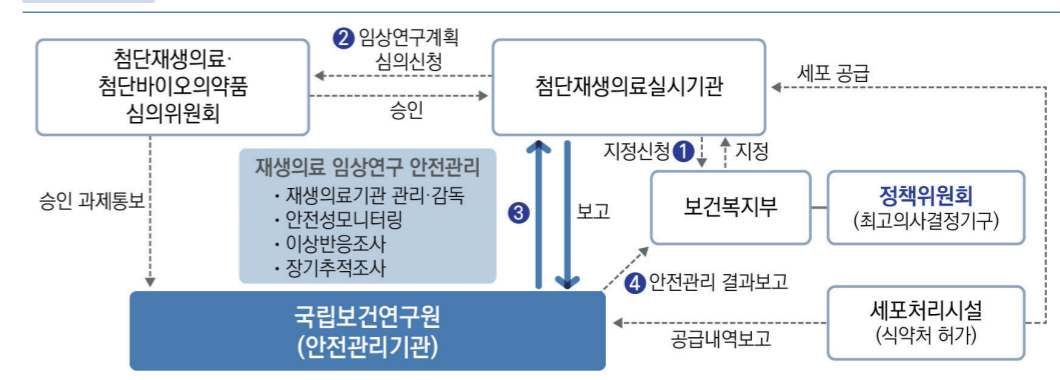 첨단재생의료·
첨단바이오의약품
심의위원회
❷ 임상연구계획
심의신청
승인
첨단재생의료실시기관
세포 공급
지정신청 ❶
지정
승인 과제통보
재생의료 임상연구 안전관리
· 재생의료기관 관리·감독
· 안전성모니터링
· 이상반응조사
· 장기추적조사
❸
보고
보건복지부
정책위원회
(최고의사결정기구)
❹ 안전관리 결과보고
국립보건연구원
(안전관리기관)
공급내역보고
세포처리시설
(식약처 허가)